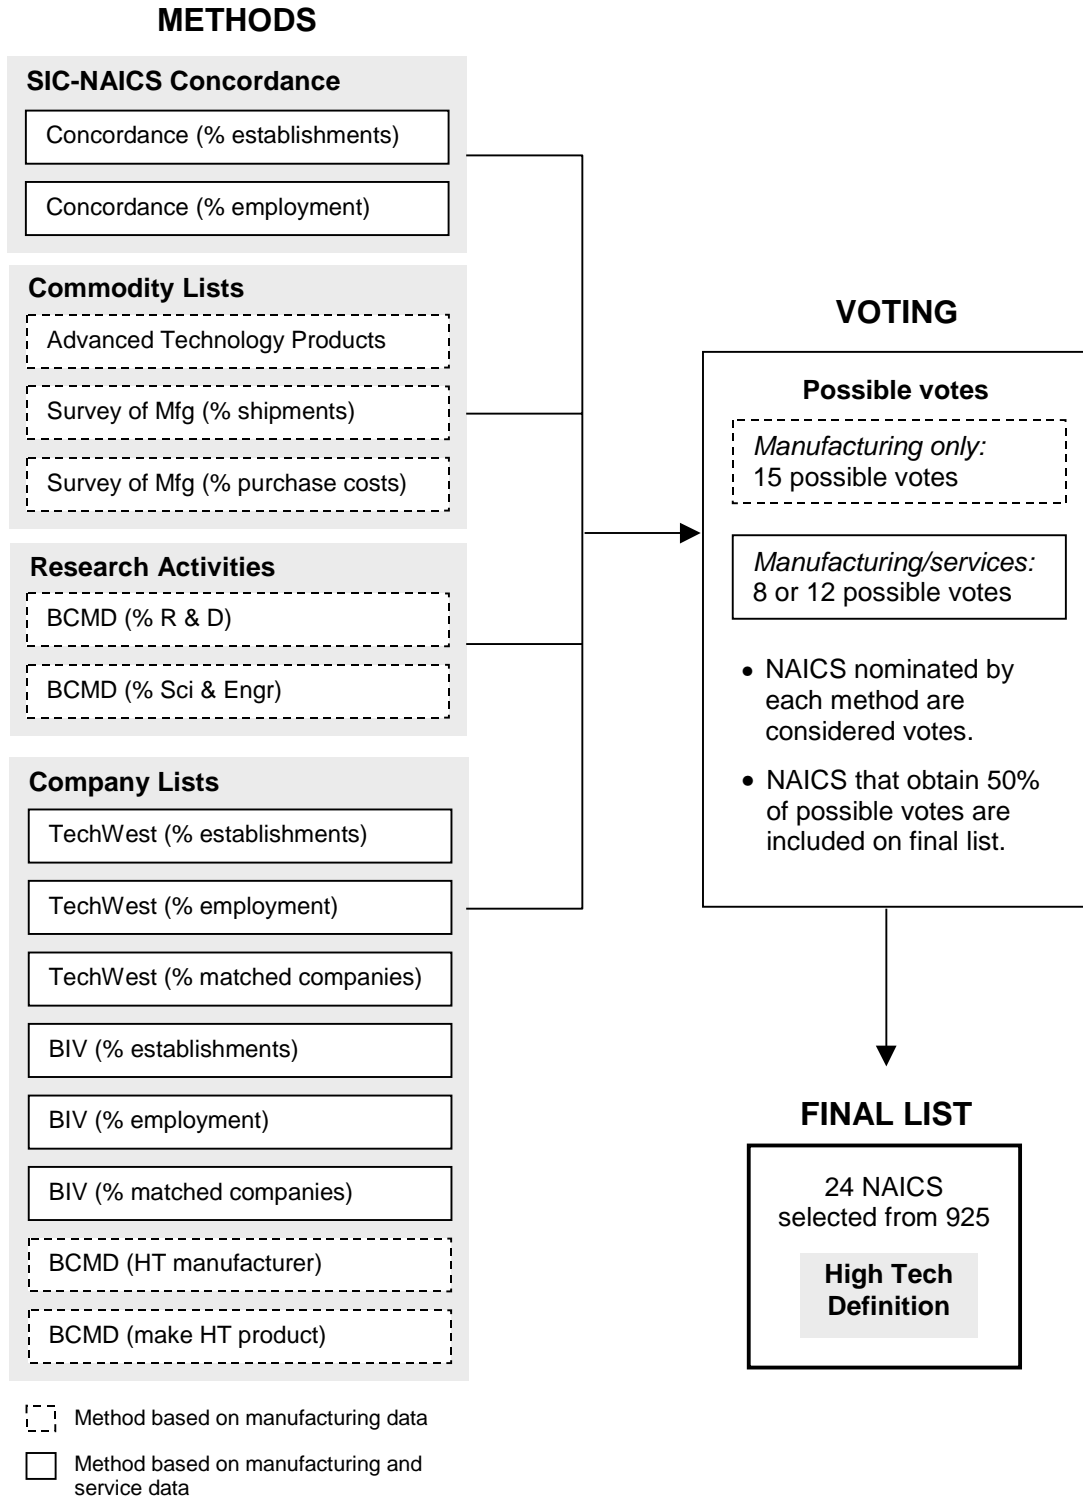 METHODS
SIC-NAICS Concordance
Concordance (% establishments)
Concordance (% employment)
Commodity Lists
Advanced Technology Products
Survey of Mfg (% shipments)
Survey of Mfg (% purchase costs)
Research Activities
BCMD (% R & D)
BCMD (% Sci & Engr)
Company Lists
TechWest (% establishments)
TechWest (% employment)
TechWest (% matched companies)
BIV (% establishments)
BIV (% employment)
BIV (% matched companies)
BCMD (HT manufacturer)
BCMD (make HT product)
Method based on manufacturing data
Method based on manufacturing and
service data
VOTING
Possible votes
Manufacturing only:
15 possible votes
Manufacturing/services:
8 or 12 possible votes
• NAICS nominated by
each method are
considered votes.
• NAICS that obtain 50%
of possible votes are
included on final list.
FINAL LIST
24 NAICS
selected from 925
High Tech
Definition